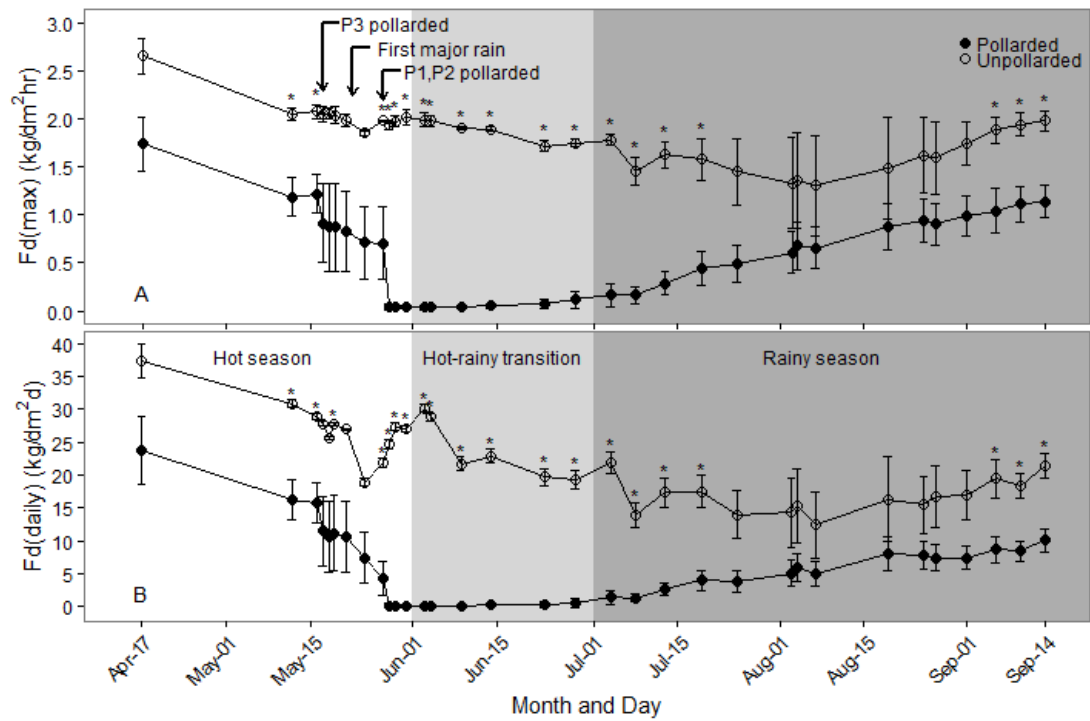 3.0
2.5
2.0
1.5
1.0
0.5
0.0
Fd(max) (kg/dm²hr)
P3 pollarded
First major rain
P1,P2 pollarded
Pollarded
Unpollarded
* * * * * * * * * * * * * * * * * * * *
A
40
35
30
25
20
15
10
5
0
Fd(daily) (kg/dm²d)
Hot season
Hot-rainy transition
Rainy season
* * * * * * * * * * * * * * * * * * * *
B
Apr-17
May-01
May-15
Jun-01
Jun-15
Jul-01
Jul-15
Aug-01
Aug-15
Sep-01
Sep-14
Month and Day